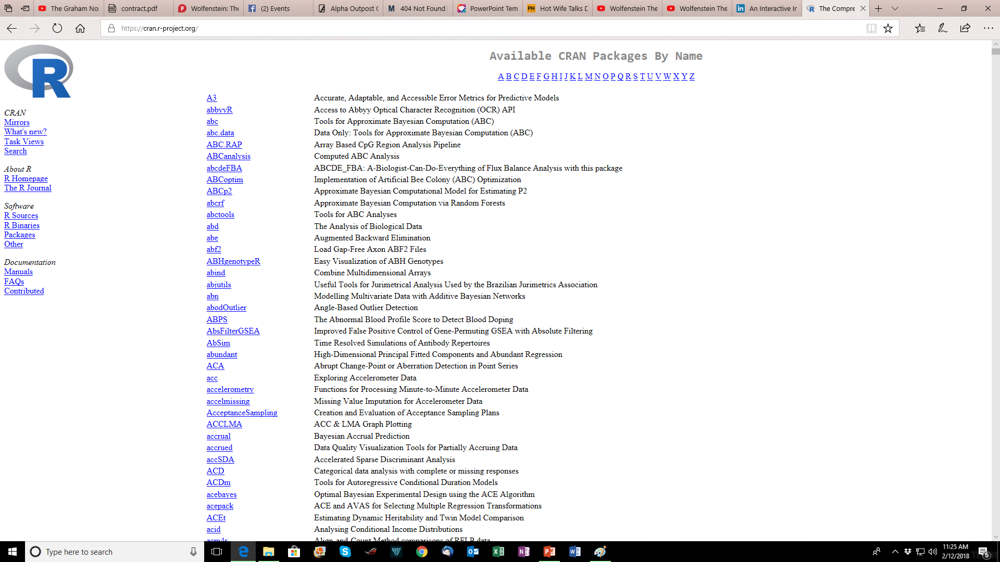 The Graham No
contract.pdf
Wolfenstein: The
(2) Events
Alpha Outpost C
404 Not Found
PowerPoint Tem
PH Hot Wife Talks D
Wolfenstein The
Wolfenstein The
An Interactive In
The Compre
https://cran.r-project.org/
R
CRAN
Mirrors
What's new?
Task Views
Search
About R
R Homepage
The R Journal
Software
R Sources
R Binaries
Packages
Other
Documentation
Manuals
FAQs
Contributed
Available CRAN Packages By Name
A B C D E F G H I J K L M N O P Q R S T U V W X Y Z
A3 Accurate, Adaptable, and Accessible Error Metrics for Predictive Models
abbyyR Access to Abbyy Optical Character Recognition (OCR) API
abc Tools for Approximate Bayesian Computation (ABC)
abc.data Data Only: Tools for Approximate Bayesian Computation (ABC)
ABC.RAP Array Based CpG Region Analysis Pipeline
ABCanalysis Computed ABC Analysis
abcdeFBA ABCDE_FBA: A-Biologist-Can-Do-Everything of Flux Balance Analysis with this package
ABCoptim Implementation of Artificial Bee Colony (ABC) Optimization
ABCp2 Approximate Bayesian Computational Model for Estimating P2
abcrf Approximate Bayesian Computation via Random Forests
abctools Tools for ABC Analyses
abd The Analysis of Biological Data
abe Augmented Backward Elimination
abf2 Load Gap-Free Axon ABF2 Files
ABHgenotypeR Easy Visualization of ABH Genotypes
abind Combine Multidimensional Arrays
abjutils Useful Tools for Jurimetrical Analysis Used by the Brazilian Jurimetrics Association
abn Modelling Multivariate Data with Additive Bayesian Networks
abodOutlier Angle-Based Outlier Detection
ABPS The Abnormal Blood Profile Score to Detect Blood Doping
AbsFilterGSEA Improved False Positive Control of Gene-Permuting GSEA with Absolute Filtering
AbSim Time Resolved Simulations of Antibody Repertoires
abundant High-Dimensional Principal Fitted Components and Abundant Regression
ACA Abrupt Change-Point or Aberration Detection in Point Series
acc Exploring Accelerometer Data
accelerometry Functions for Processing Minute-to-Minute Accelerometer Data
accelmissing Missing Value Imputation for Accelerometer Data
AcceptanceSampling Creation and Evaluation of Acceptance Sampling Plans
ACCLMA ACC & LMA Graph Plotting
accrual Bayesian Accrual Prediction
accrued Data Quality Visualization Tools for Partially Accruing Data
accSDA Accelerated Sparse Discriminant Analysis
ACD Categorical data analysis with complete or missing responses
ACDm Tools for Autoregressive Conditional Duration Models
acebayes Optimal Bayesian Experimental Design using the ACE Algorithm
acepack ACE and AVAS for Selecting Multiple Regression Transformations
ACEt Estimating Dynamic Heritability and Twin Model Comparison
acid Analysing Conditional Income Distributions
acm4r Align-and-Count Method comparisons of RFLP data
Type here to search
11:25 AM
2/12/2018
6